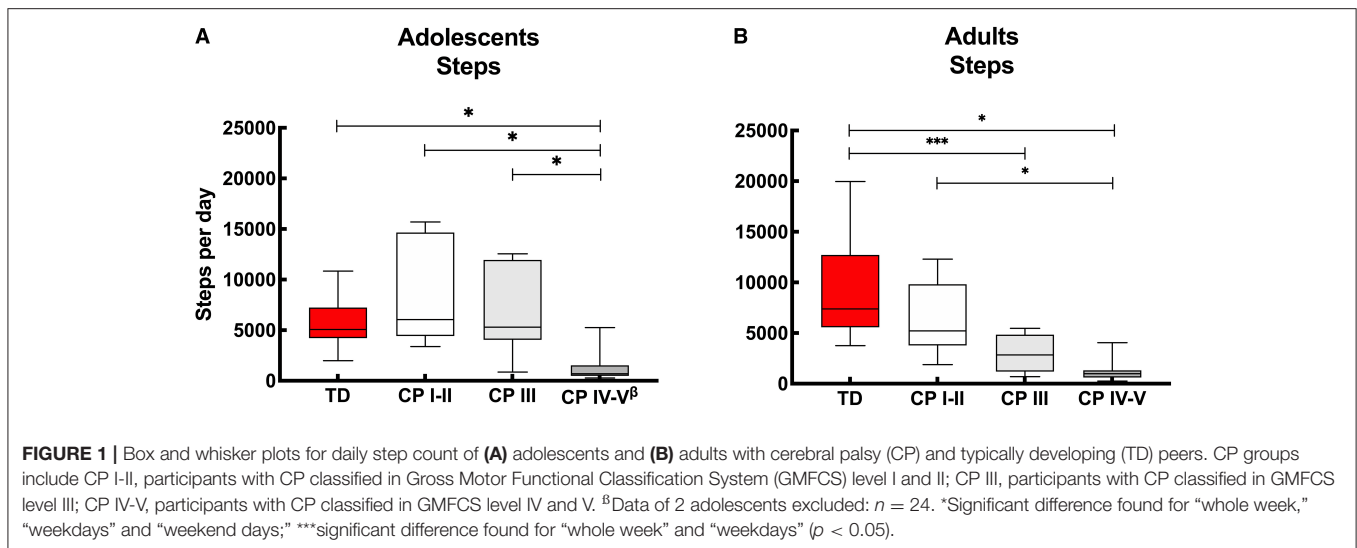 A
Adolescents
Steps
Steps per day
25000
20000
15000
10000
5000
0
*
*
*
TD CP I-II CP III CP IV-Vβ
B
Adults
Steps
25000
20000
15000
10000
5000
0
*
***
*
TD CP I-II CP III CP IV-V
FIGURE 1 | Box and whisker plots for daily step count of (A) adolescents and (B) adults with cerebral palsy (CP) and typically developing (TD) peers. CP groups
include CP I-II, participants with CP classified in Gross Motor Functional Classification System (GMFCS) level I and II; CP III, participants with CP classified in GMFCS
level III; CP IV-V, participants with CP classified in GMFCS level IV and V. ßData of 2 adolescents excluded: n = 24. *Significant difference found for “whole week,”
“weekdays” and “weekend days;” ***significant difference found for “whole week” and “weekdays” (p < 0.05).